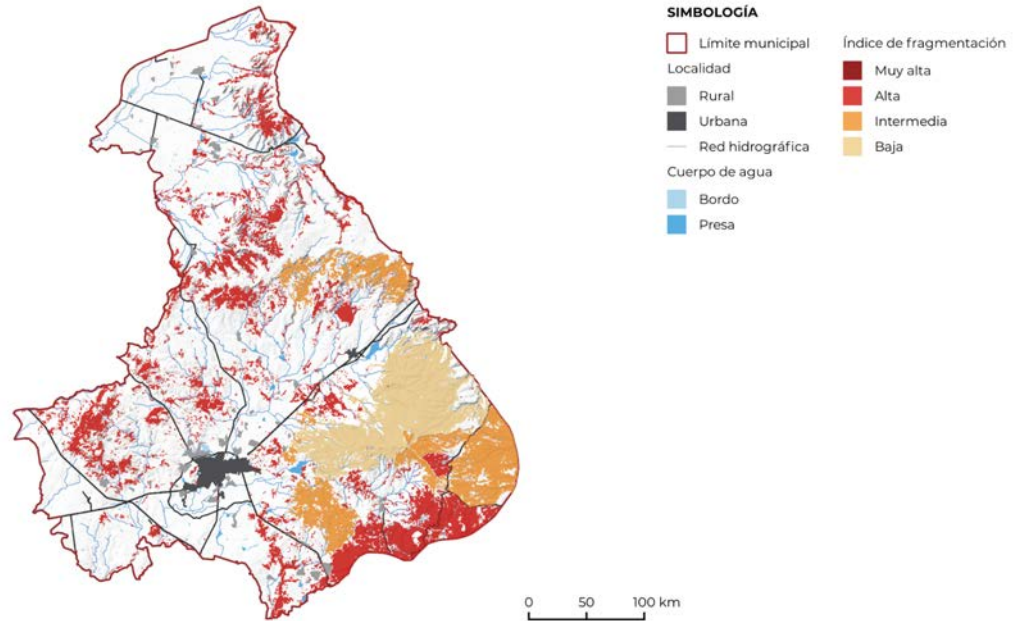 SIMBOLOGÍA
Límite municipal
Localidad
Rural
Urbana
Red hidrográfica
Cuerpo de agua
Bordo
Presa
Índice de fragmentación
Muy alta
Alta
Intermedia
Baja
0 50 100 km